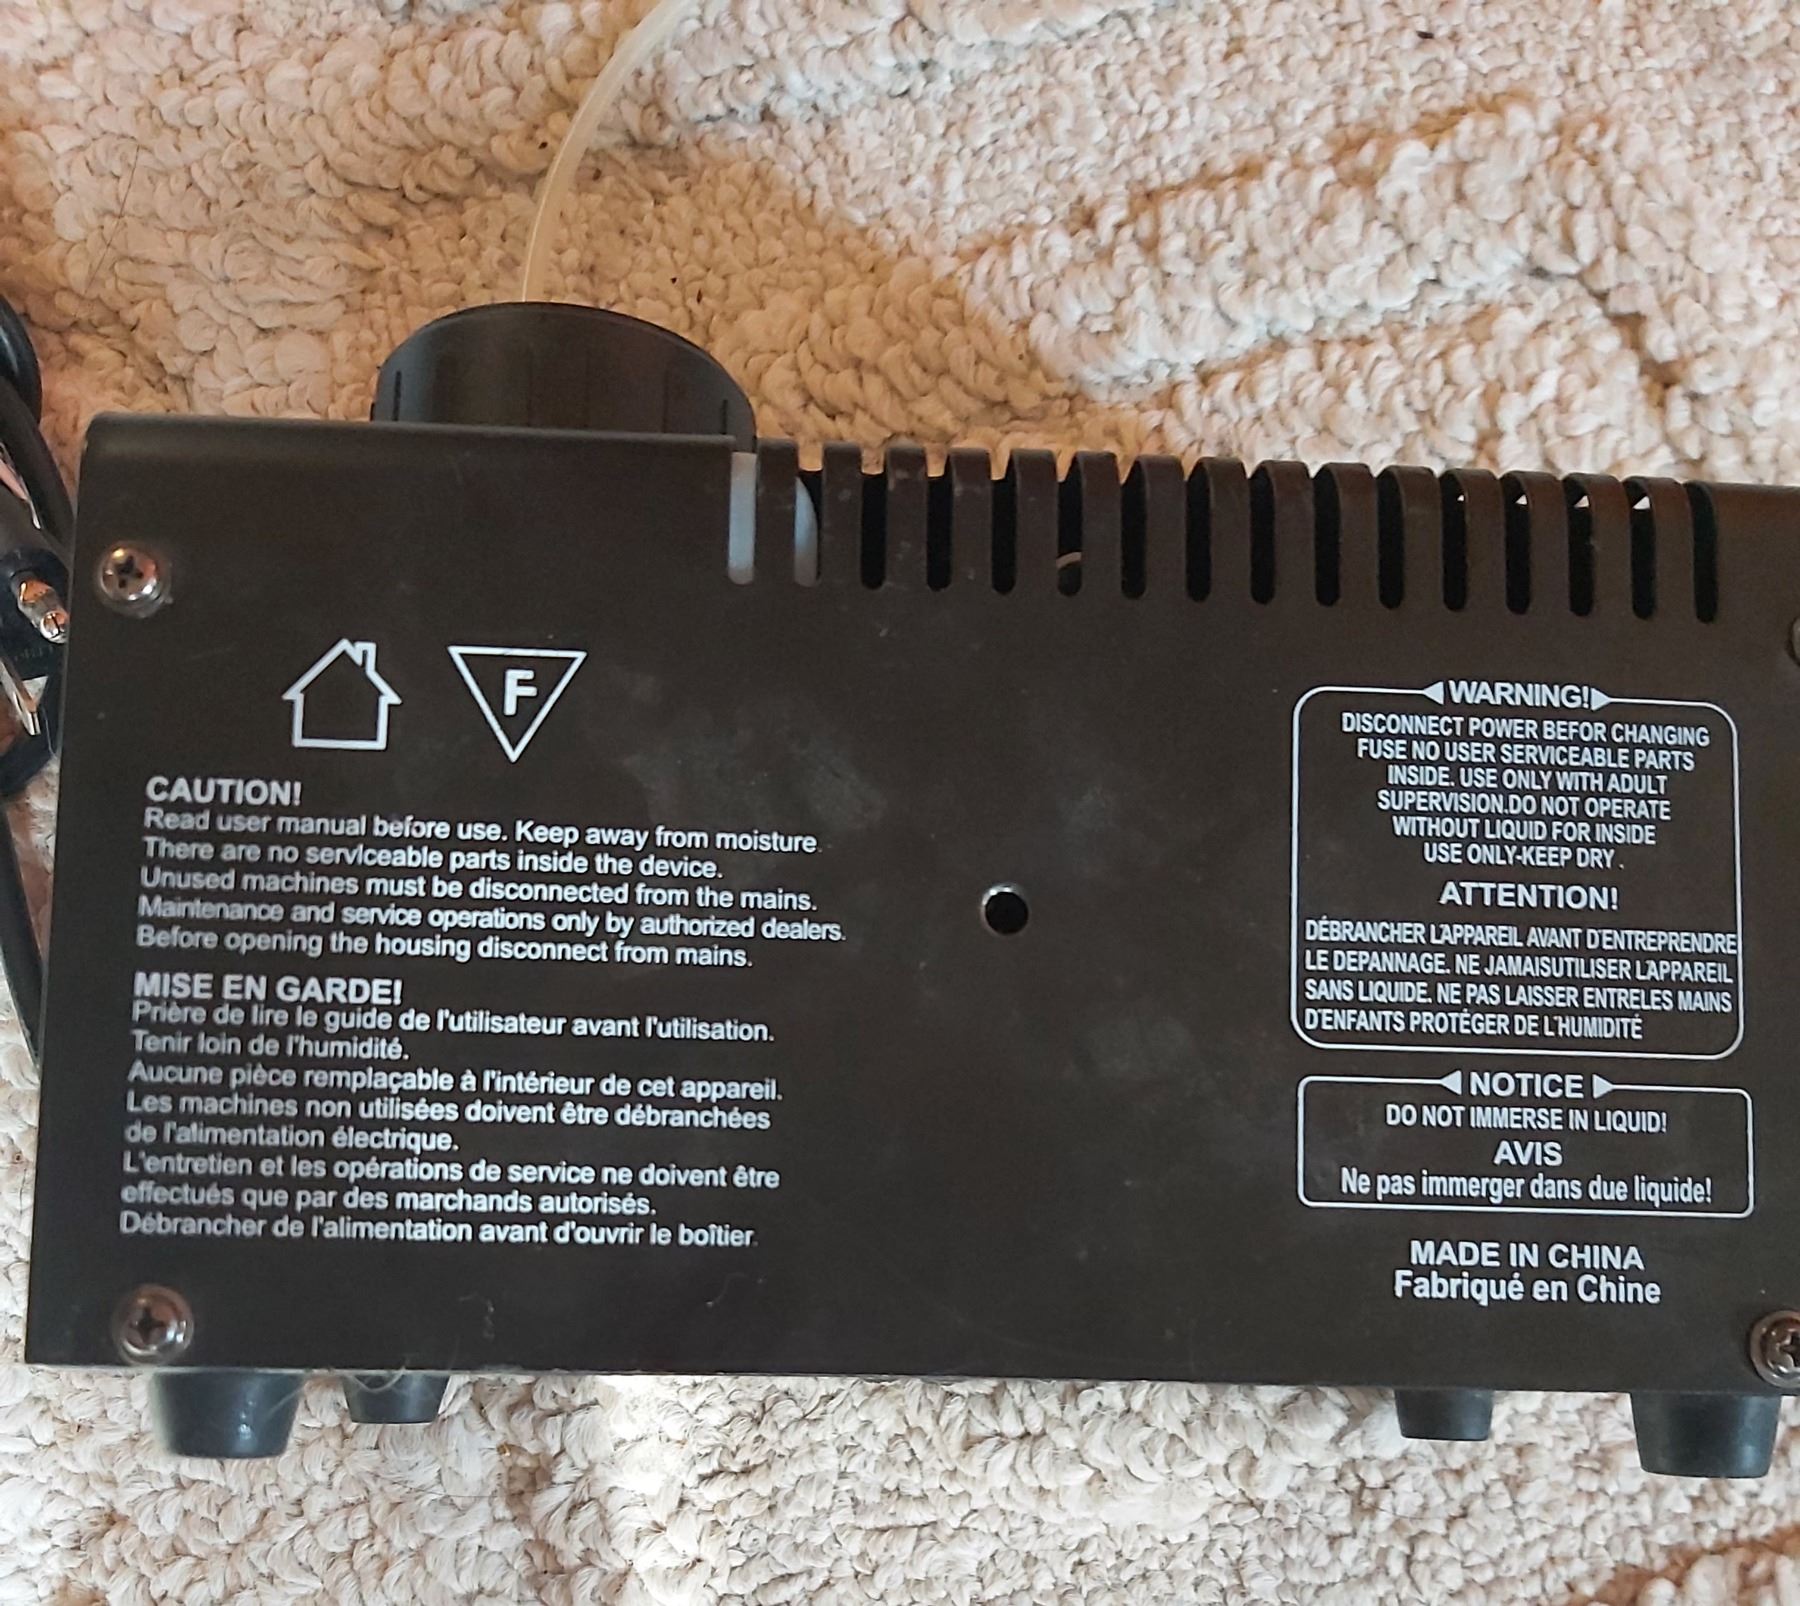 F
CAUTION!
Read user manual before use. Keep away from moisture.
There are no serviceable parts inside the device.
Unused machines must be disconnected from the mains.
Maintenance and service operations only by authorized dealers.
Before opening the housing disconnect from mains.
MISE EN GARDE!
Prière de lire le guide de l'utilisateur avant l'utilisation.
Tenir loin de l'humidité.
Aucune pièce remplaçable à l'intérieur de cet appareil.
Les machines non utilisées doivent être débranchées
de l'alimentation électrique.
L'entretien et les opérations de service ne doivent être
effectués que par des marchands autorisés.
Débrancher de l'alimentation avant d'ouvrir le boîtier.
WARNING!
DISCONNECT POWER BEFOR CHANGING
FUSE NO USER SERVICEABLE PARTS
INSIDE. USE ONLY WITH ADULT
SUPERVISION.DO NOT OPERATE
WITHOUT LIQUID FOR INSIDE
USE ONLY-KEEP DRY .
ATTENTION!
DÉBRANCHER L'APPAREIL AVANT D'ENTREPRENDRE
LE DEPANNAGE. NE JAMAISUTILISER L'APPAREIL
SANS LIQUIDE. NE PAS LAISSER ENTRELES MAINS
D'ENFANTS PROTÉGER DE L'HUMIDITÉ
NOTICE
DO NOT IMMERSE IN LIQUID!
AVIS
Ne pas immerger dans due liquide!
MADE IN CHINA
Fabriqué en Chine